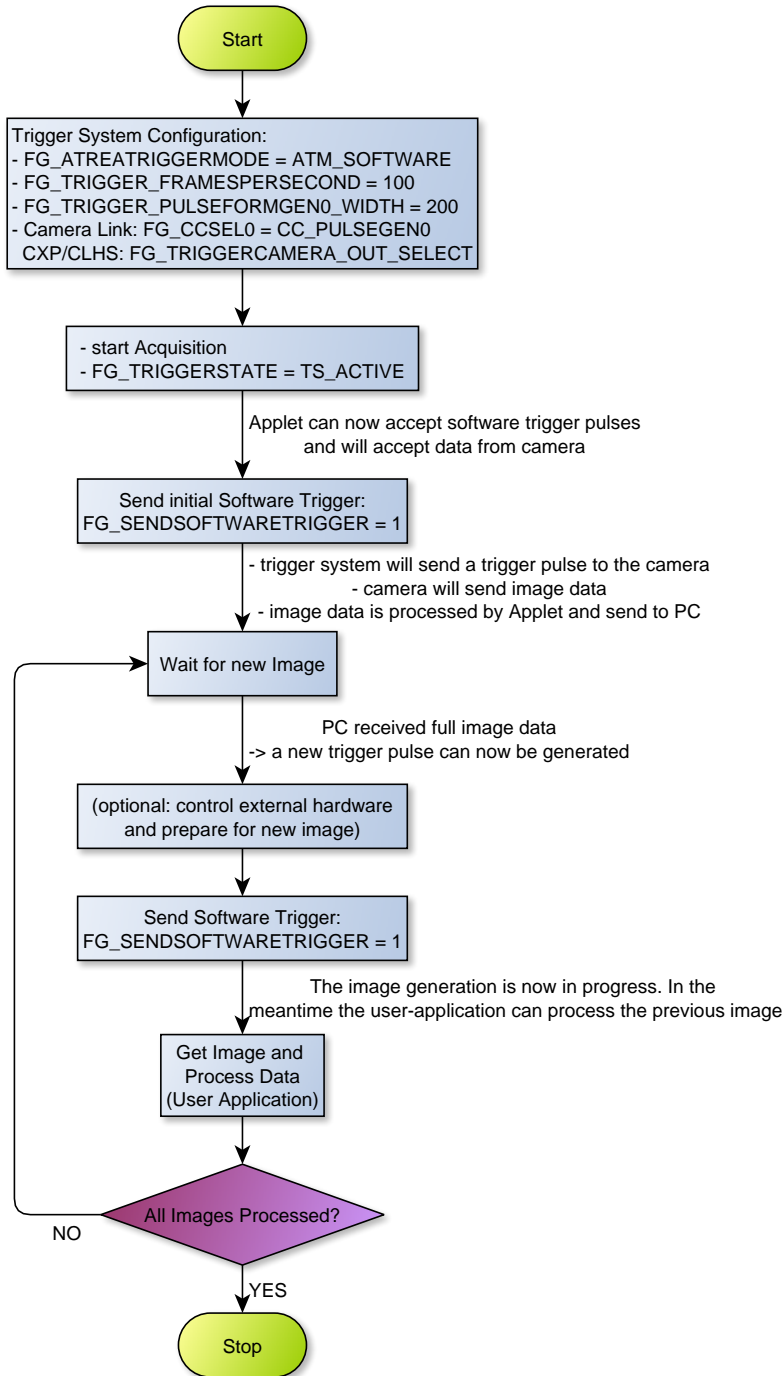 Start
Trigger System Configuration:
- FG_ATREATRIGGERMODE = ATM_SOFTWARE
- FG_TRIGGER_FRAMESPERSECOND = 100
- FG_TRIGGER_PULSEFORMGEN0_WIDTH = 200
- Camera Link: FG_CCSEL0 = CC_PULSEGEN0
CXP/CLHS: FG_TRIGGERCAMERA_OUT_SELECT
- start Acquisition
- FG_TRIGGERSTATE = TS_ACTIVE
Applet can now accept software trigger pulses
and will accept data from camera
Send initial Software Trigger:
FG_SENDSOFTWARETRIGGER = 1
- trigger system will send a trigger pulse to the camera
- camera will send image data
- image data is processed by Applet and send to PC
Wait for new Image
PC received full image data
-> a new trigger pulse can now be generated
(optional: control external hardware
and prepare for new image)
Send Software Trigger:
FG_SENDSOFTWARETRIGGER = 1
The image generation is now in progress. In the
meantime the user-application can process the previous image
Get Image and
Process Data
(User Application)
All Images Processed?
NO
YES
Stop